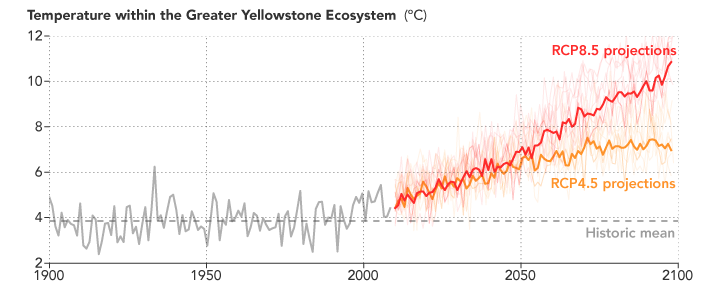 Temperature within the Greater Yellowstone Ecosystem (°C)
12
RCP8.5 projections
10
8
6
RCP4.5 projections
4
Historic mean
2
1900 1950 2000 2050 2100